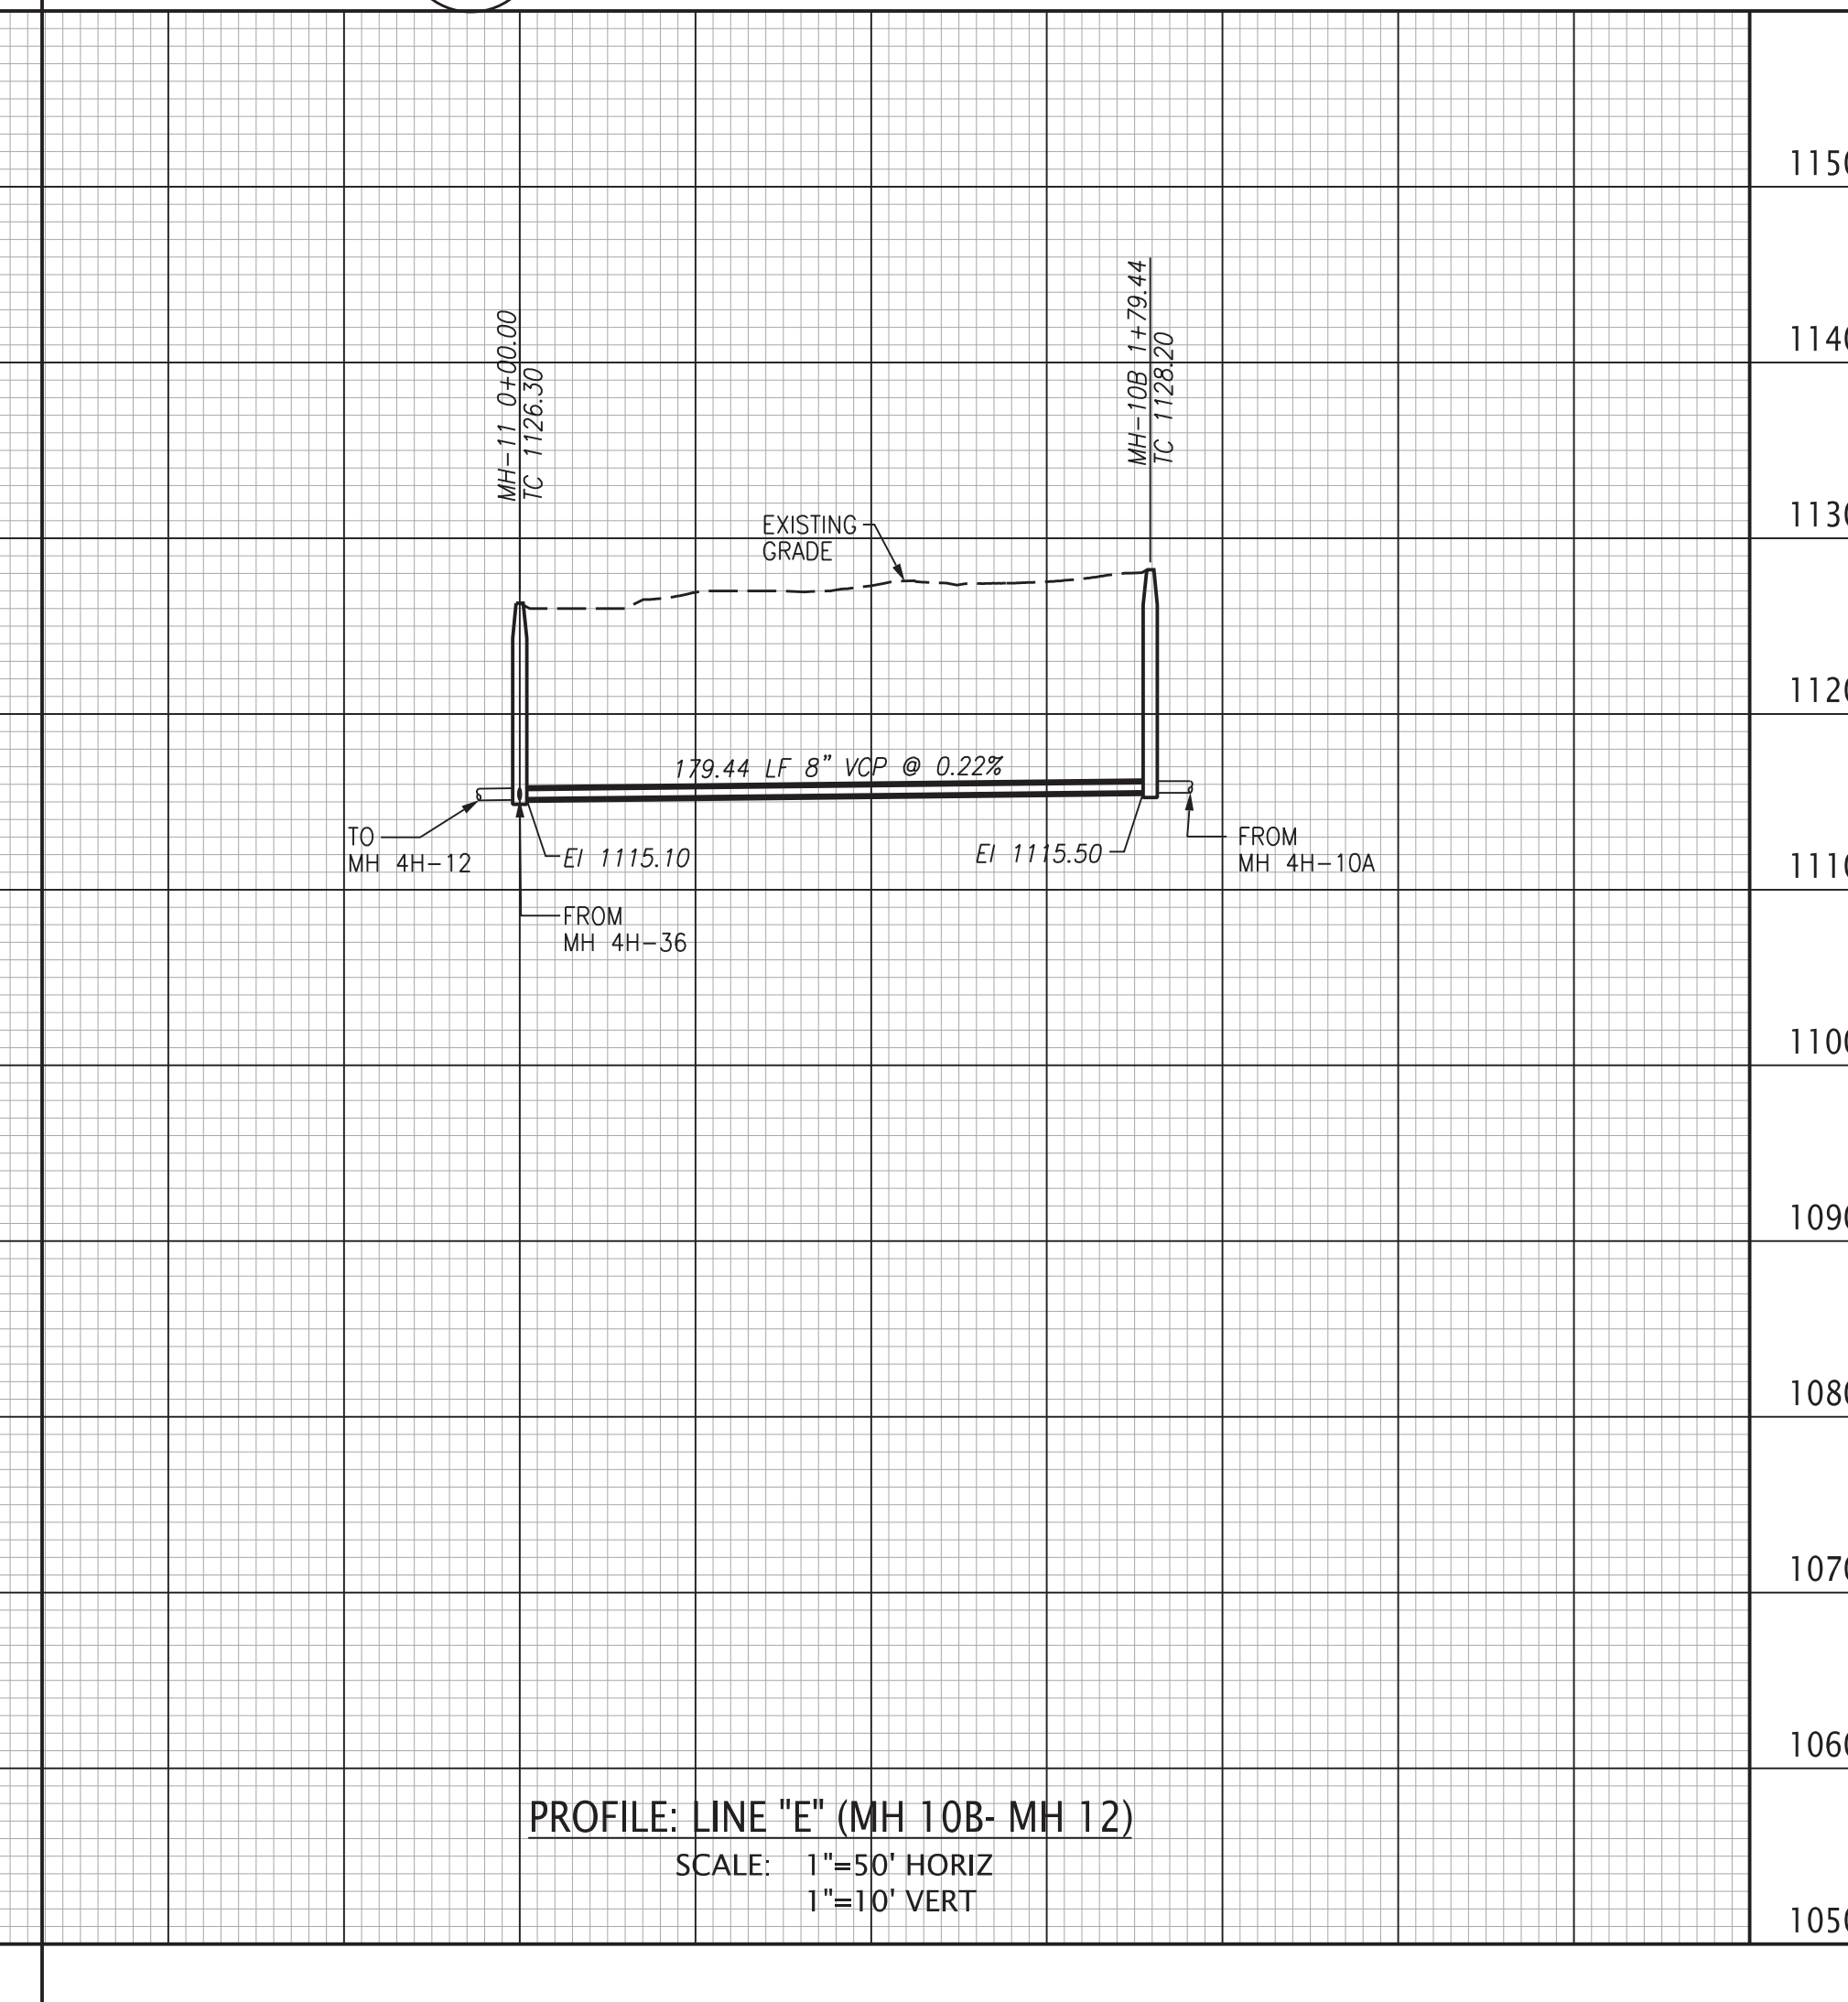 1150
1140
1130
1120
1110
1100
1090
1080
1070
1060
1050
MH-11 0+00.00
TC 1126.30
MH-10B 1+79.44
TC 1128.20
EXISTING
GRADE
179.44 LF 8” VCP @ 0.22%
TO
MH 4H-12
EI 1115.10
EI 1115.50
FROM
MH 4H-10A
FROM
MH 4H-36
PROFILE: LINE "E" (MH 10B- MH 12)
SCALE: 1"=50' HORIZ
1"=10' VERT